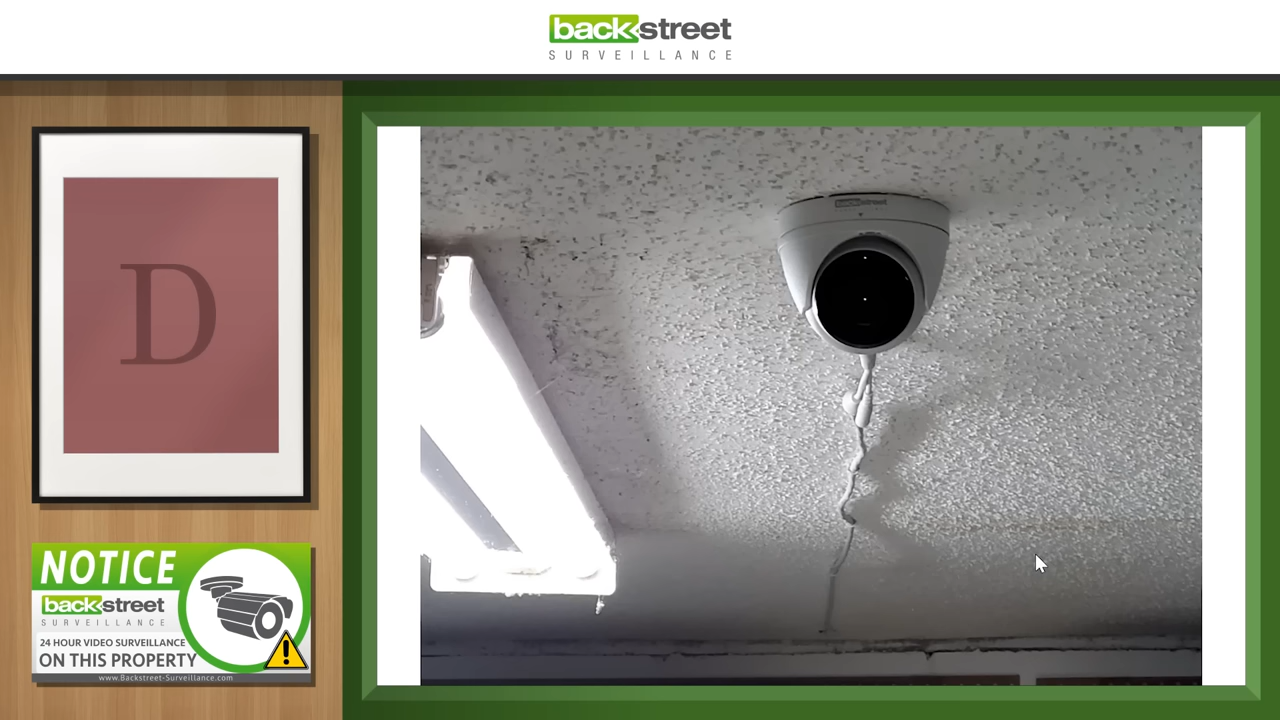 backstreet
SURVEILLANCE
D
backstreet
NOTICE
backstreet
SURVEILLANCE
24 HOUR VIDEO SURVEILLANCE
ON THIS PROPERTY
www.Backstreet-Surveillance.com